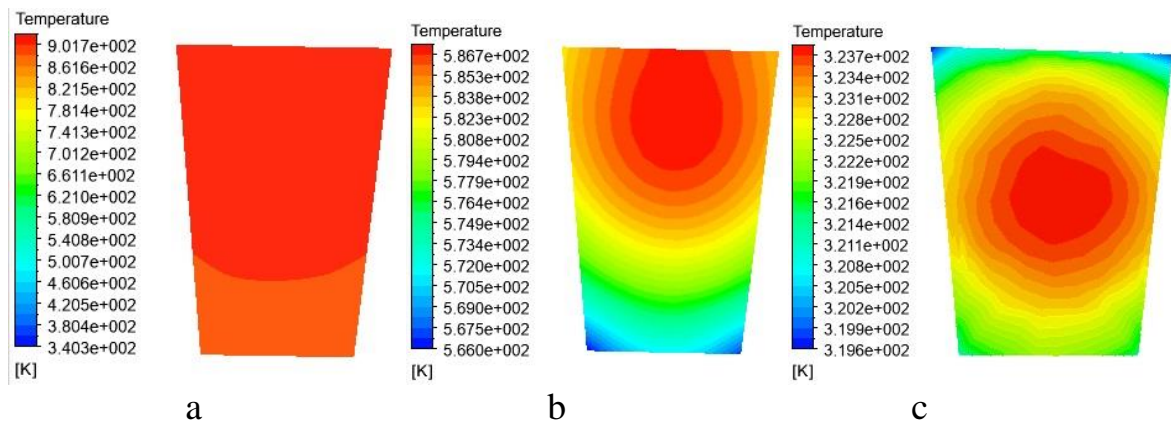 Temperature
9.017e+002
8.616e+002
8.215e+002
7.814e+002
7.413e+002
7.012e+002
6.611e+002
6.210e+002
5.809e+002
5.408e+002
5.007e+002
4.606e+002
4.205e+002
3.804e+002
3.403e+002
[K]
a
Temperature
5.867e+002
5.853e+002
5.838e+002
5.823e+002
5.808e+002
5.794e+002
5.779e+002
5.764e+002
5.749e+002
5.734e+002
5.720e+002
5.705e+002
5.690e+002
5.675e+002
5.660e+002
[K]
b
Temperature
3.237e+002
3.234e+002
3.231e+002
3.228e+002
3.225e+002
3.222e+002
3.219e+002
3.216e+002
3.214e+002
3.211e+002
3.208e+002
3.205e+002
3.202e+002
3.199e+002
3.196e+002
[K]
c